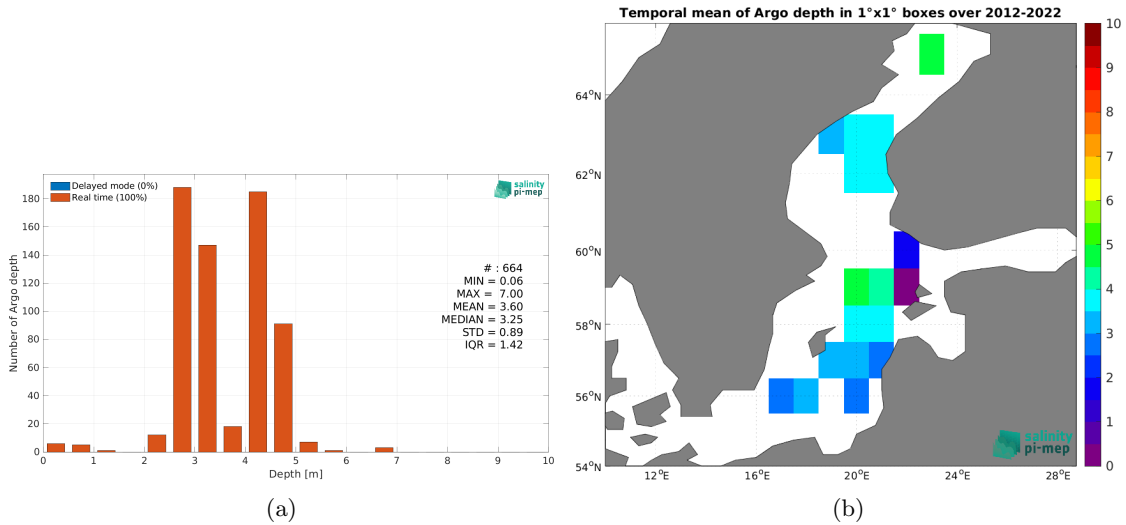 Delayed mode (0%)
Real time (100%)
salinity
pi-mep
Number of Argo depth
180
160
140
120
100
80
60
40
20
0
# : 664
MIN = 0.06
MAX = 7.00
MEAN = 3.60
MEDIAN = 3.25
STD = 0.89
IQR = 1.42
0 1 2 3 4 5 6 7 8 9 10
Depth [m]
(a)
Temporal mean of Argo depth in 1°x1° boxes over 2012-2022
64°N
62°N
60°N
58°N
56°N
54°N
12°E 16°E 20°E 24°E 28°E
salinity
pi-mep
10
9
8
7
6
5
4
3
2
1
0
(b)